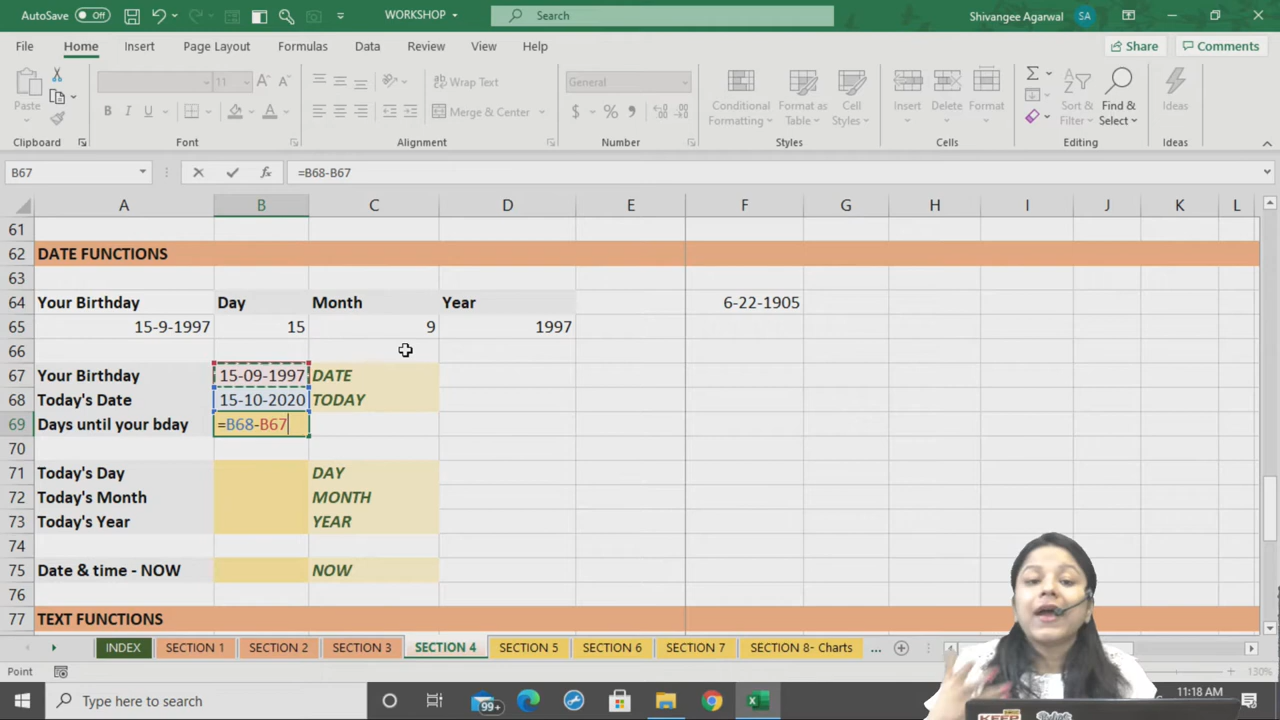 AutoSave Off WORKSHOP Search Shivangee Agarwal SA
File Home Insert Page Layout Formulas Data Review View Help Share Comments
Paste 11 Wrap Text General Conditional Formatting Format as Table Cell Styles Insert Delete Format Sort & Filter Find & Select Ideas
Merge & Center
Clipboard Font Alignment Number Styles Cells Editing Ideas
B67 =B68-B67
A B C D E F G H I J K L
61
62 DATE FUNCTIONS
63
64 Your Birthday Day Month Year 6-22-1905
65 15-9-1997 15 9 1997
66
67 Your Birthday 15-09-1997 DATE
68 Today's Date 15-10-2020 TODAY
69 Days until your bday =B68-B67
70
71 Today's Day DAY
72 Today's Month MONTH
73 Today's Year YEAR
74
75 Date & time - NOW NOW
76
77 TEXT FUNCTIONS
INDEX SECTION 1 SECTION 2 SECTION 3 SECTION 4 SECTION 5 SECTION 6 SECTION 7 SECTION 8- Charts ...
Point 130%
Type here to search 99+ 11:18 AM
KEEP